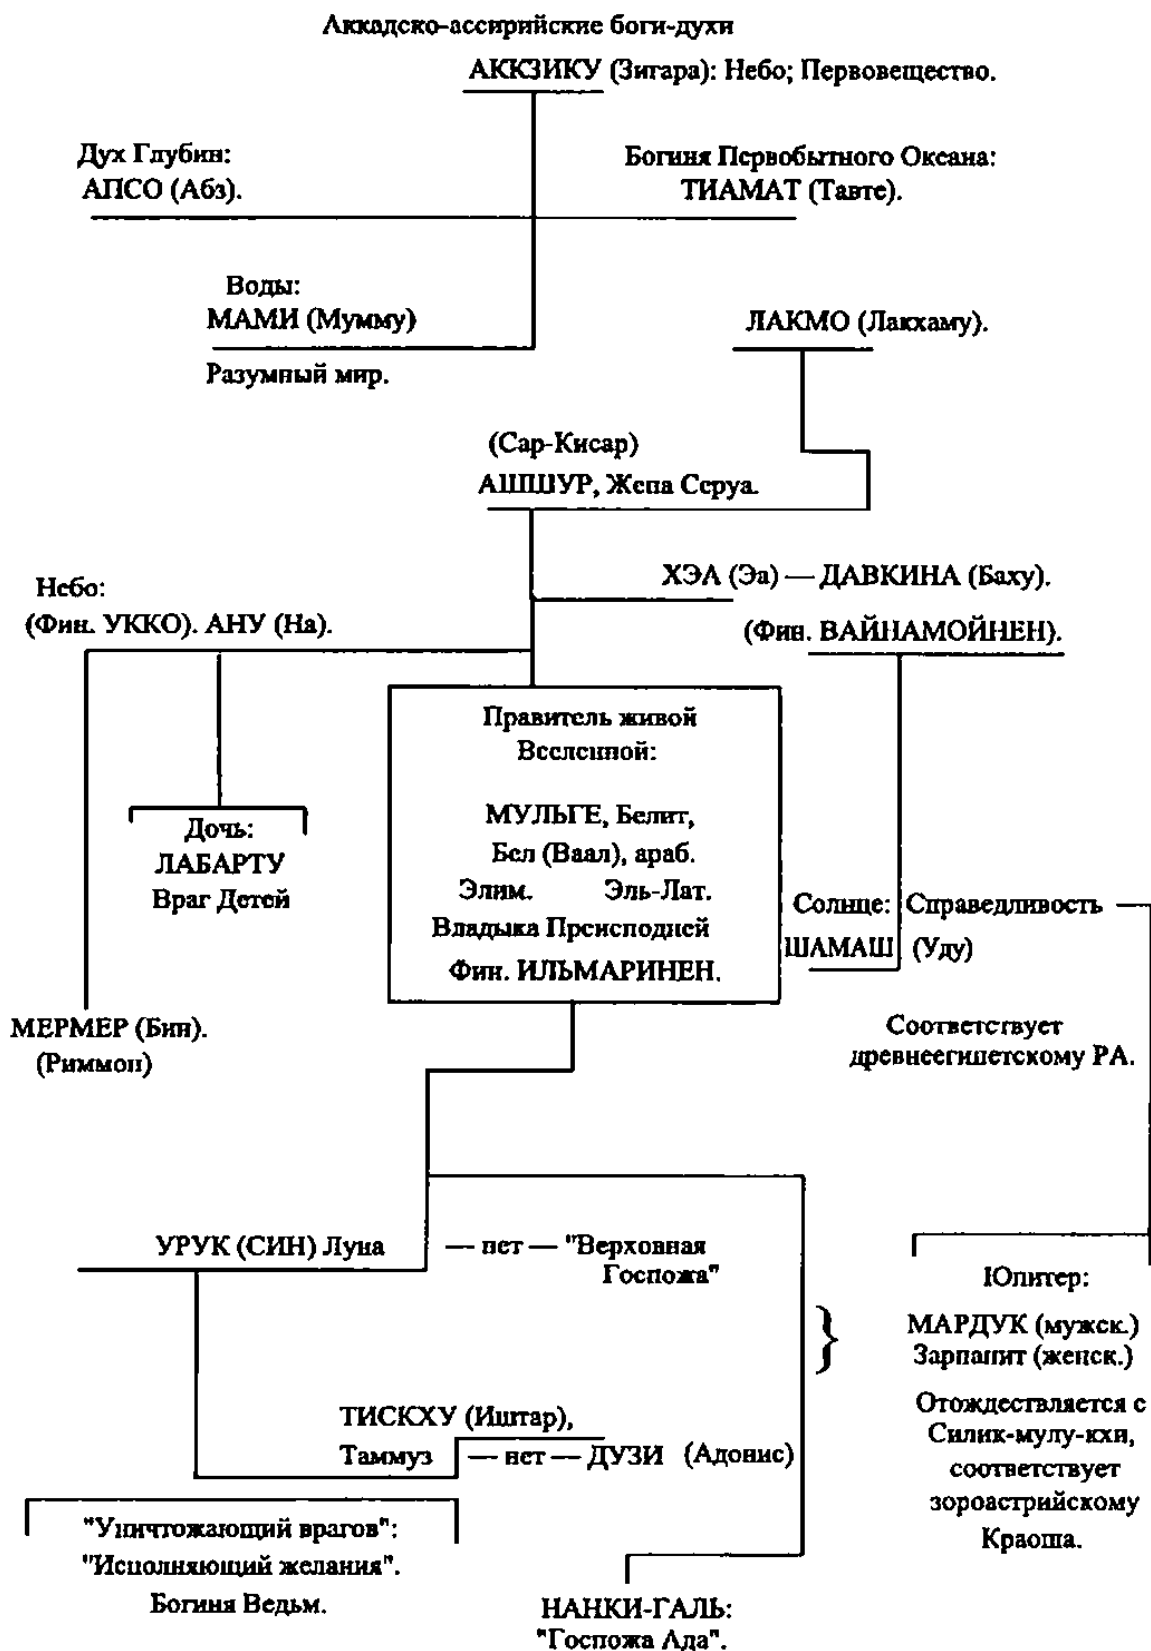 Аккадско-ассирийские боги-духи
АККЗИКУ (Зигара): Небо; Первовещество.
Дух Глубин:
АПСО (Абз).
Богиня Первобытного Океана:
ТИАМАТ (Тавте).
Воды:
МАМИ (Мумму)
Разумный мир.
ЛАКМО (Лакхаму).
(Сар-Кисар)
АШШУР, Жена Серуа.
ХЭА (Эа) — ДАВКИНА (Баху).
(Фин. ВАЙНАМОЙНЕН).
Небо:
(Фин. УККО). АНУ (На).
Правитель живой
Вселенной:
МУЛЬГЕ, Белит,
Бел (Ваал), араб.
Элим. Эль-Лат.
Владыка Преисподней
Фин. ИЛЬМАРИНЕН.
Дочь:
ЛАБАРТУ
Враг Детей
Солнце: Справедливость
ШАМАШ (Уду)
МЕРМЕР (Бин).
(Риммон)
Соответствует
древнеегипетскому РА.
УРУК (СИН) Луна — нет — "Верховная
Госпожа"
Юпитер:
МАРДУК (мужск.)
} Зарпанит (женск.)
Отождествляется с
Силик-мулу-кхи,
соответствует
зороастрийскому
Краоша.
ТИСКХУ (Иштар),
Таммуз — нет — ДУЗИ (Адонис)
"Уничтожающий врагов":
"Исполняющий желания".
Богиня Ведьм.
НАНКИ-ГАЛЬ:
"Госпожа Ада".